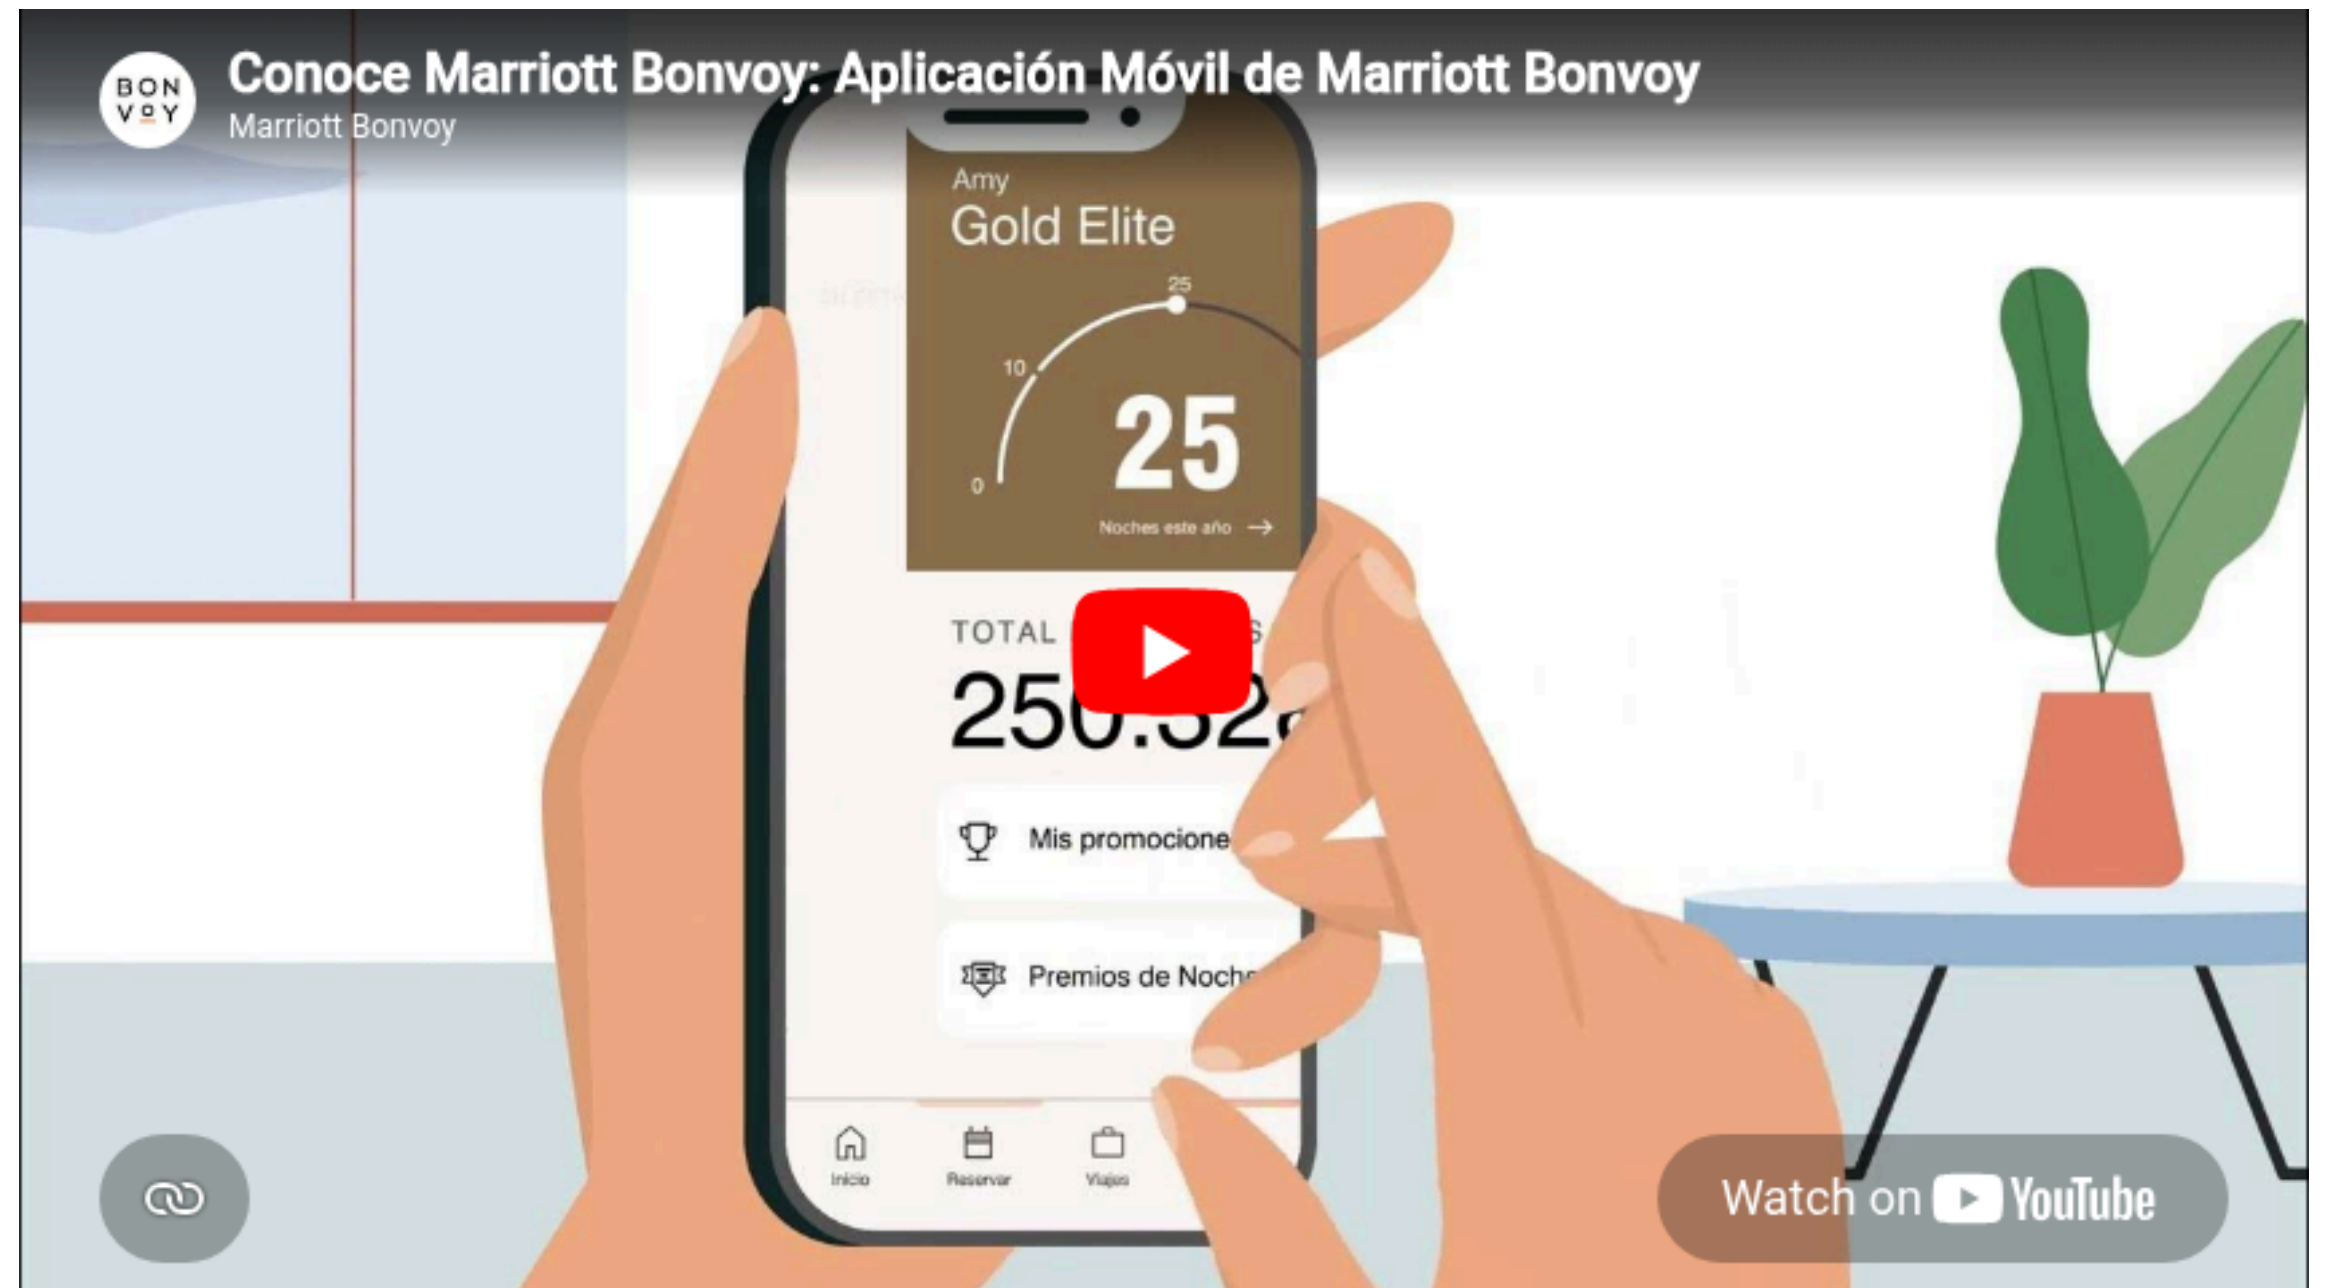 BON
VOY
Conoce Marriott Bonvoy: Aplicación Móvil de Marriott Bonvoy
Marriott Bonvoy
Amy
Gold Elite
25
10
0
25
Noches este año
TOTAL
Mis promocione
Premios de Noch
Inicio
Reservar
Viajes
Watch on YouTube